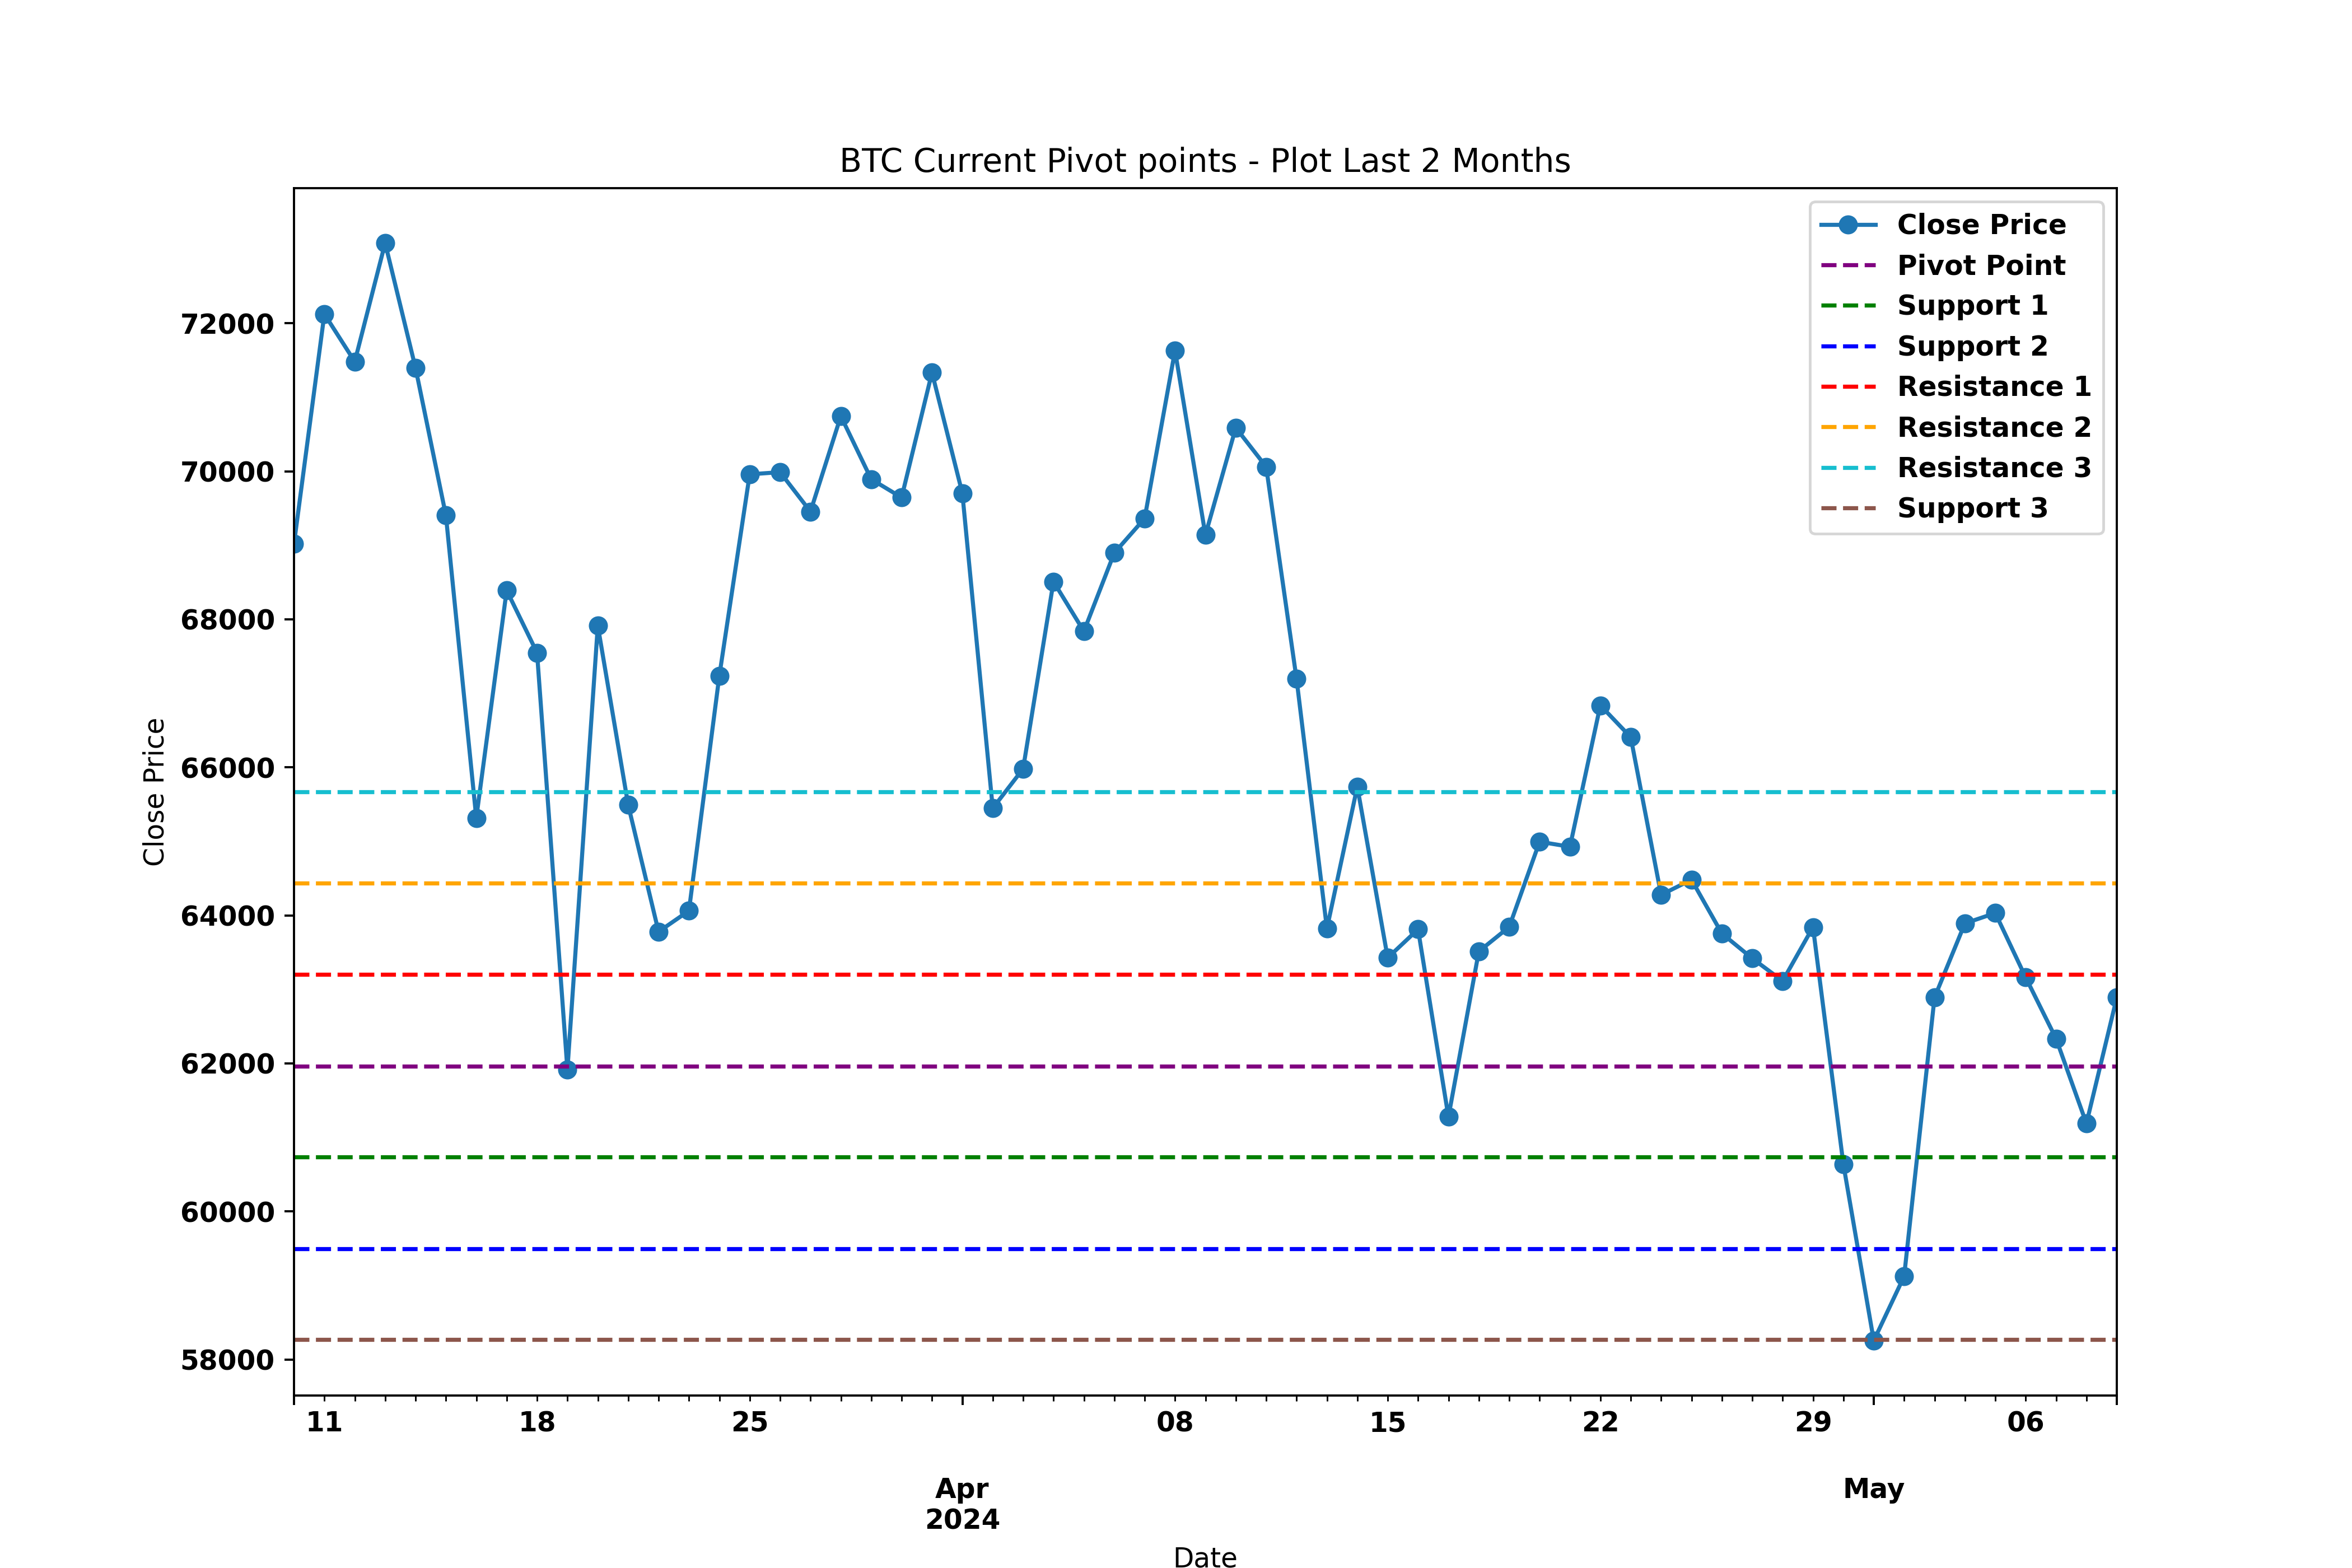 BTC Current Pivot points - Plot Last 2 Months
Close Price
Pivot Point
Support 1
Support 2
Resistance 1
Resistance 2
Resistance 3
Support 3
72000
70000
68000
66000
64000
62000
60000
58000
Close Price
11 18 25 08 15 22 29 06
Apr May
2024
Date